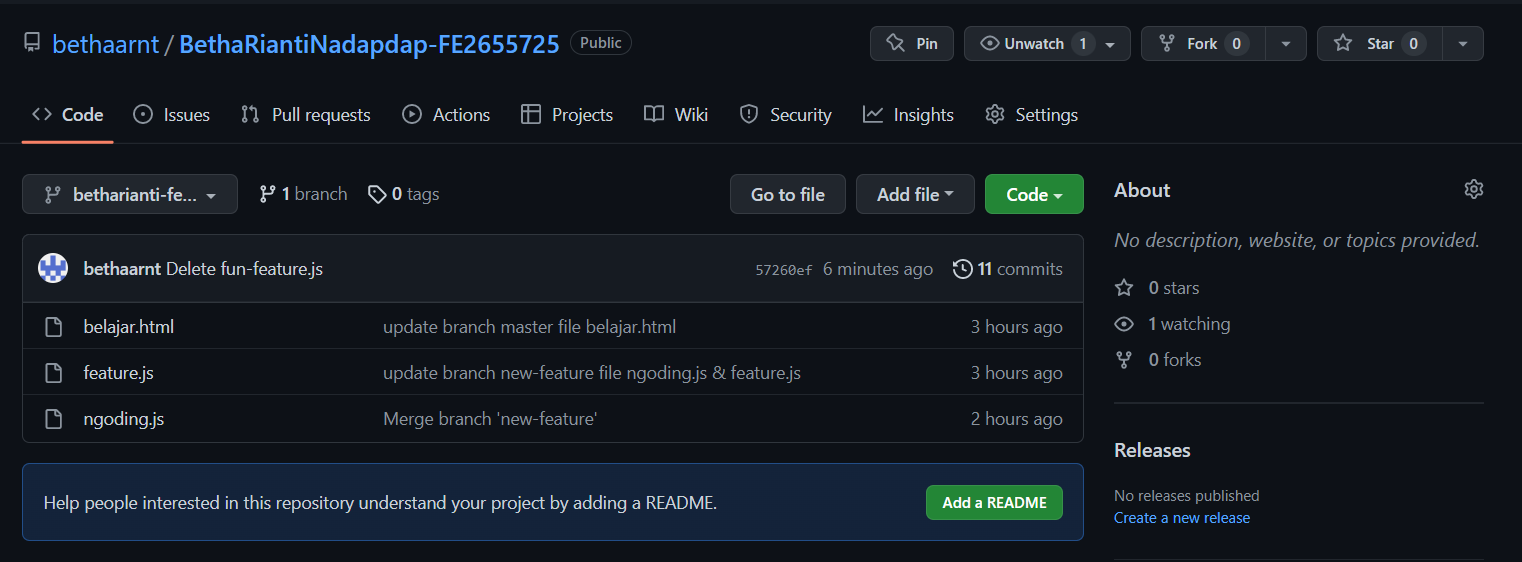 bethaarnt / BethaRiantiNadapdap-FE2655725 Public
Pin
Unwatch 1
Fork 0
Star 0
Code
Issues
Pull requests
Actions
Projects
Wiki
Security
Insights
Settings
betharianti-fe...
1 branch
0 tags
Go to file
Add file
Code
bethaarnt Delete fun-feature.js
57260ef 6 minutes ago
11 commits
belajar.html update branch master file belajar.html 3 hours ago
feature.js update branch new-feature file ngoding.js & feature.js 3 hours ago
ngoding.js Merge branch 'new-feature' 2 hours ago
Help people interested in this repository understand your project by adding a README.
Add a README
About
No description, website, or topics provided.
0 stars
1 watching
0 forks
Releases
No releases published
Create a new release